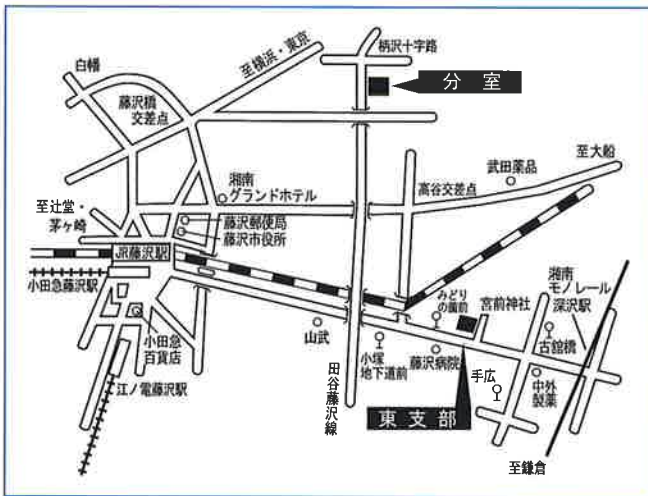 柄沢十字路
白幡
至横浜・東京
分室
藤沢橋
交差点
湘南
グランドホテル
高谷交差点
武田薬品
至大船
至辻堂・
茅ヶ崎
藤沢郵便局
藤沢市役所
JR藤沢駅
小田急藤沢駅
小田急
百貨店
江ノ電藤沢駅
山武
田谷藤沢線
小塚
地下道前
藤沢病院
みどり
の園前
宮前神社
湘南
モノレール
深沢駅
古館橋
手広
中外
製薬
東支部
至鎌倉